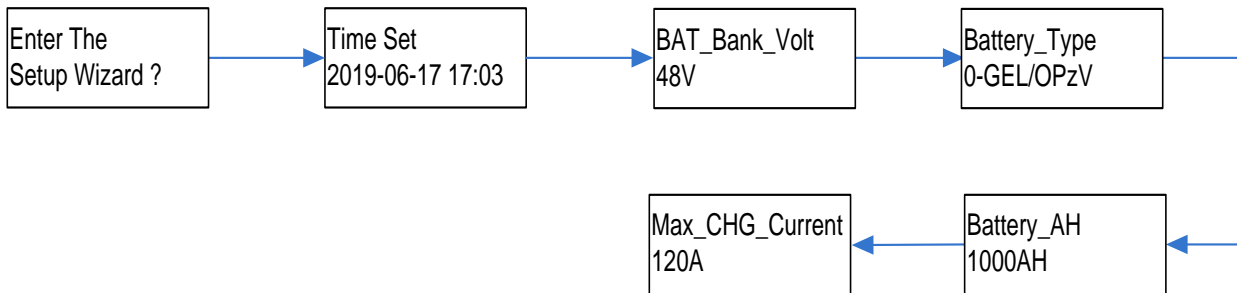 Enter The
Setup Wizard ?
Time Set
2019-06-17 17:03
BAT_Bank_Volt
48V
Battery_Type
0-GEL/OPzV
Battery_AH
1000AH
Max_CHG_Current
120A